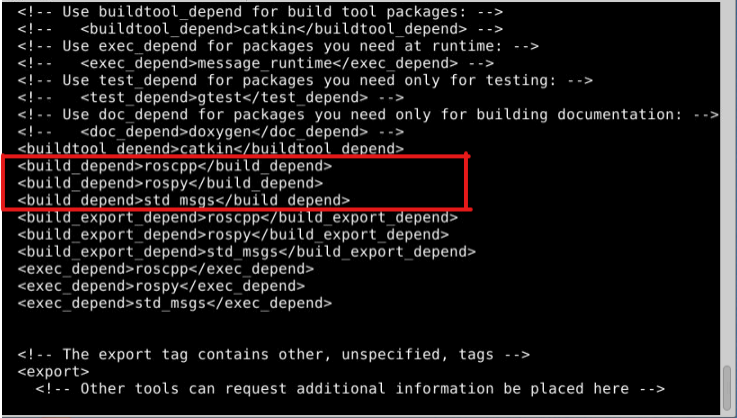 <!-- Use buildtool_depend for build tool packages: -->
<!--   <buildtool_depend>catkin</buildtool_depend> -->
<!-- Use exec_depend for packages you need at runtime: -->
<!--   <exec_depend>message_runtime</exec_depend> -->
<!-- Use test_depend for packages you need only for testing: -->
<!--   <test_depend>gtest</test_depend> -->
<!-- Use doc_depend for packages you need only for building documentation: -->
<!--   <doc_depend>doxygen</doc_depend> -->
<buildtool_depend>catkin</buildtool_depend>
<build_depend>roscpp</build_depend>
<build_depend>rospy</build_depend>
<build_depend>std_msgs</build_depend>
<build_export_depend>roscpp</build_export_depend>
<build_export_depend>rospy</build_export_depend>
<build_export_depend>std_msgs</build_export_depend>
<exec_depend>roscpp</exec_depend>
<exec_depend>rospy</exec_depend>
<exec_depend>std_msgs</exec_depend>
<!-- The export tag contains other, unspecified, tags -->
<export>
<!-- Other tools can request additional information be placed here -->